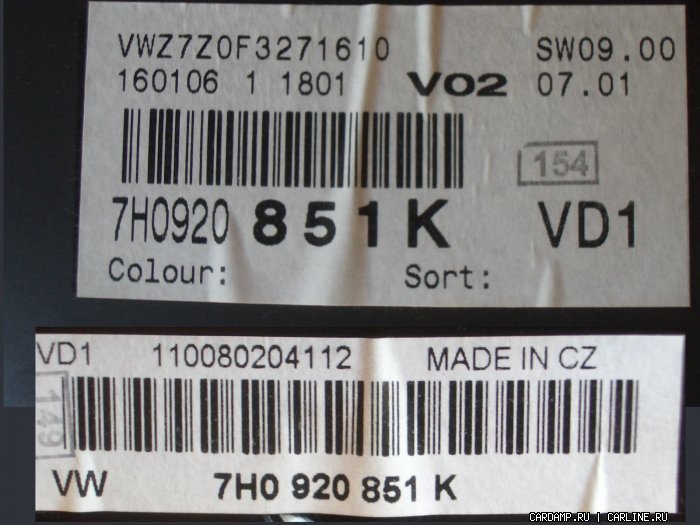 VWZ7Z0F3271610 SW09.00
160106 1 1801 V02 07.01
154
7H0920 851K VD1
Colour: Sort:
VD1 110080204112 MADE IN CZ
149
VW 7H0 920 851 K
CARDAMP.RU | CARLINE.RU